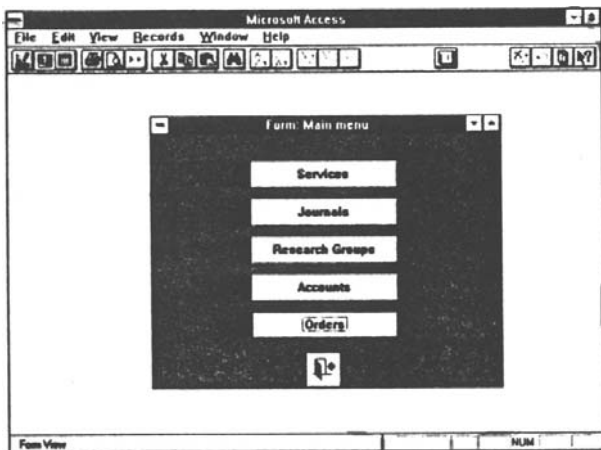 Microsoft Access
File Edit View Records Window Help
Form: Main menu
Services
Journals
Research Groups
Accounts
Orders
Form View NUM